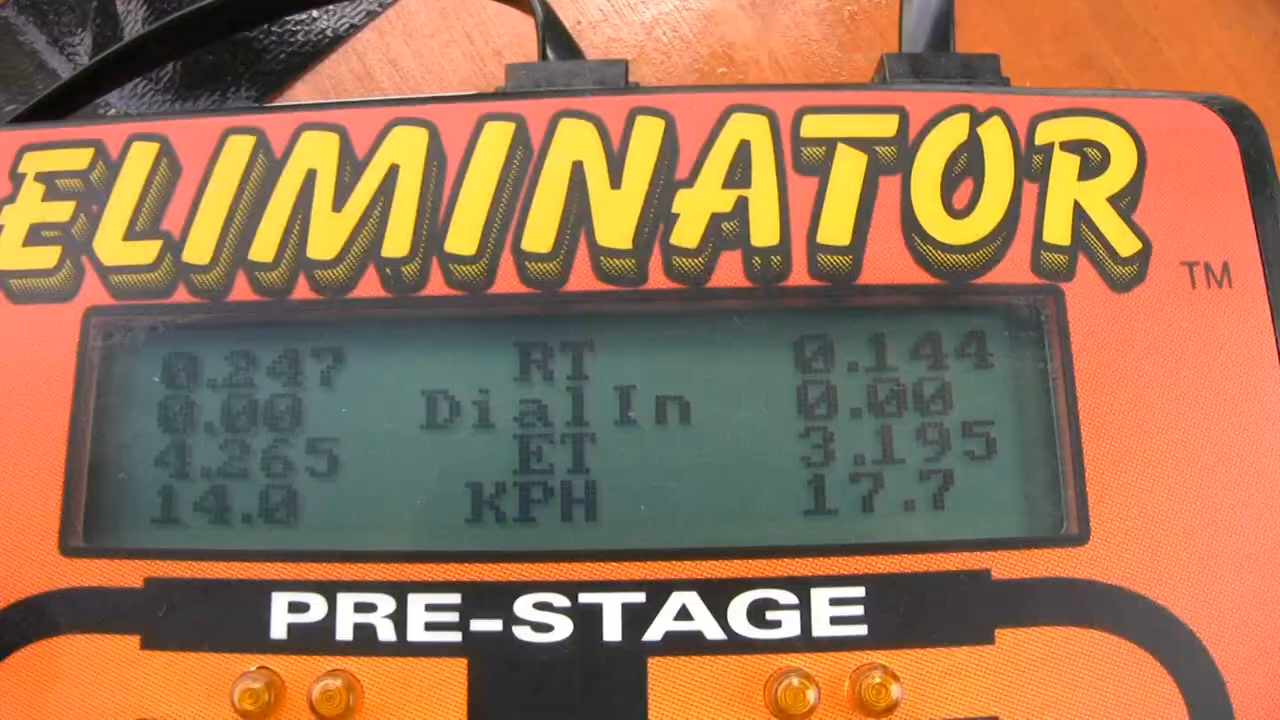 ELIMINATOR
TM
0.247 RT 0.144
0.00 DialIn 0.00
4.265 ET 3.195
14.0 KPH 17.7
PRE-STAGE